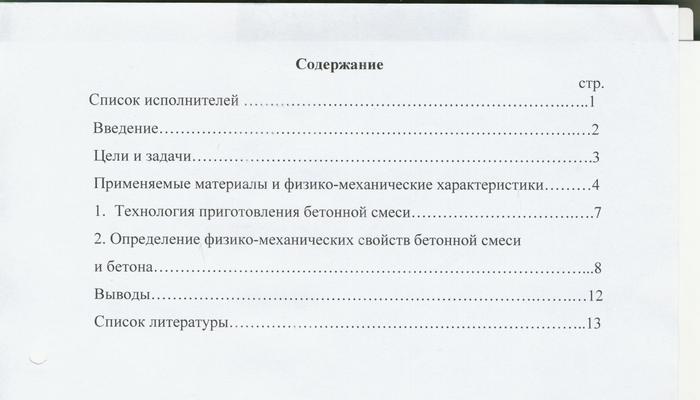 Содержание
стр.
Список исполнителей ……………………………………………….…..1
Введение……………………………………………………………….…2
Цели и задачи……………………………………………………………3
Применяемые материалы и физико-механические характеристики………4
1. Технология приготовления бетонной смеси……………………….….7
2. Определение физико-механических свойств бетонной смеси
и бетона…………………………………………………………………...8
Выводы……………………………………………………………….…12
Список литературы……………………………………………………..13